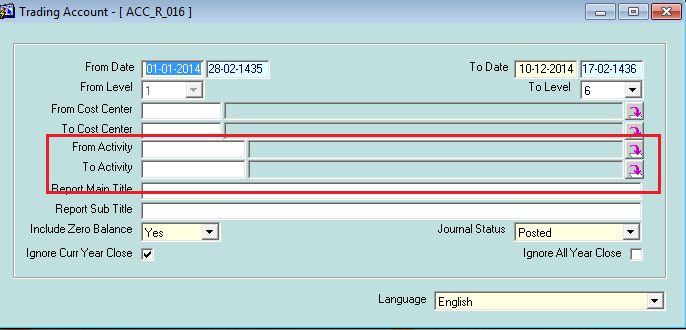 Trading Account - [ ACC_R_016 ]
From Date 01-01-2014 28-02-1435 To Date 10-12-2014 17-02-1436
From Level 1 To Level 6
From Cost Center
To Cost Center
From Activity
To Activity
Report Main Title
Report Sub Title
Include Zero Balance Yes Journal Status Posted
Ignore Curr Year Close Ignore All Year Close
Language English